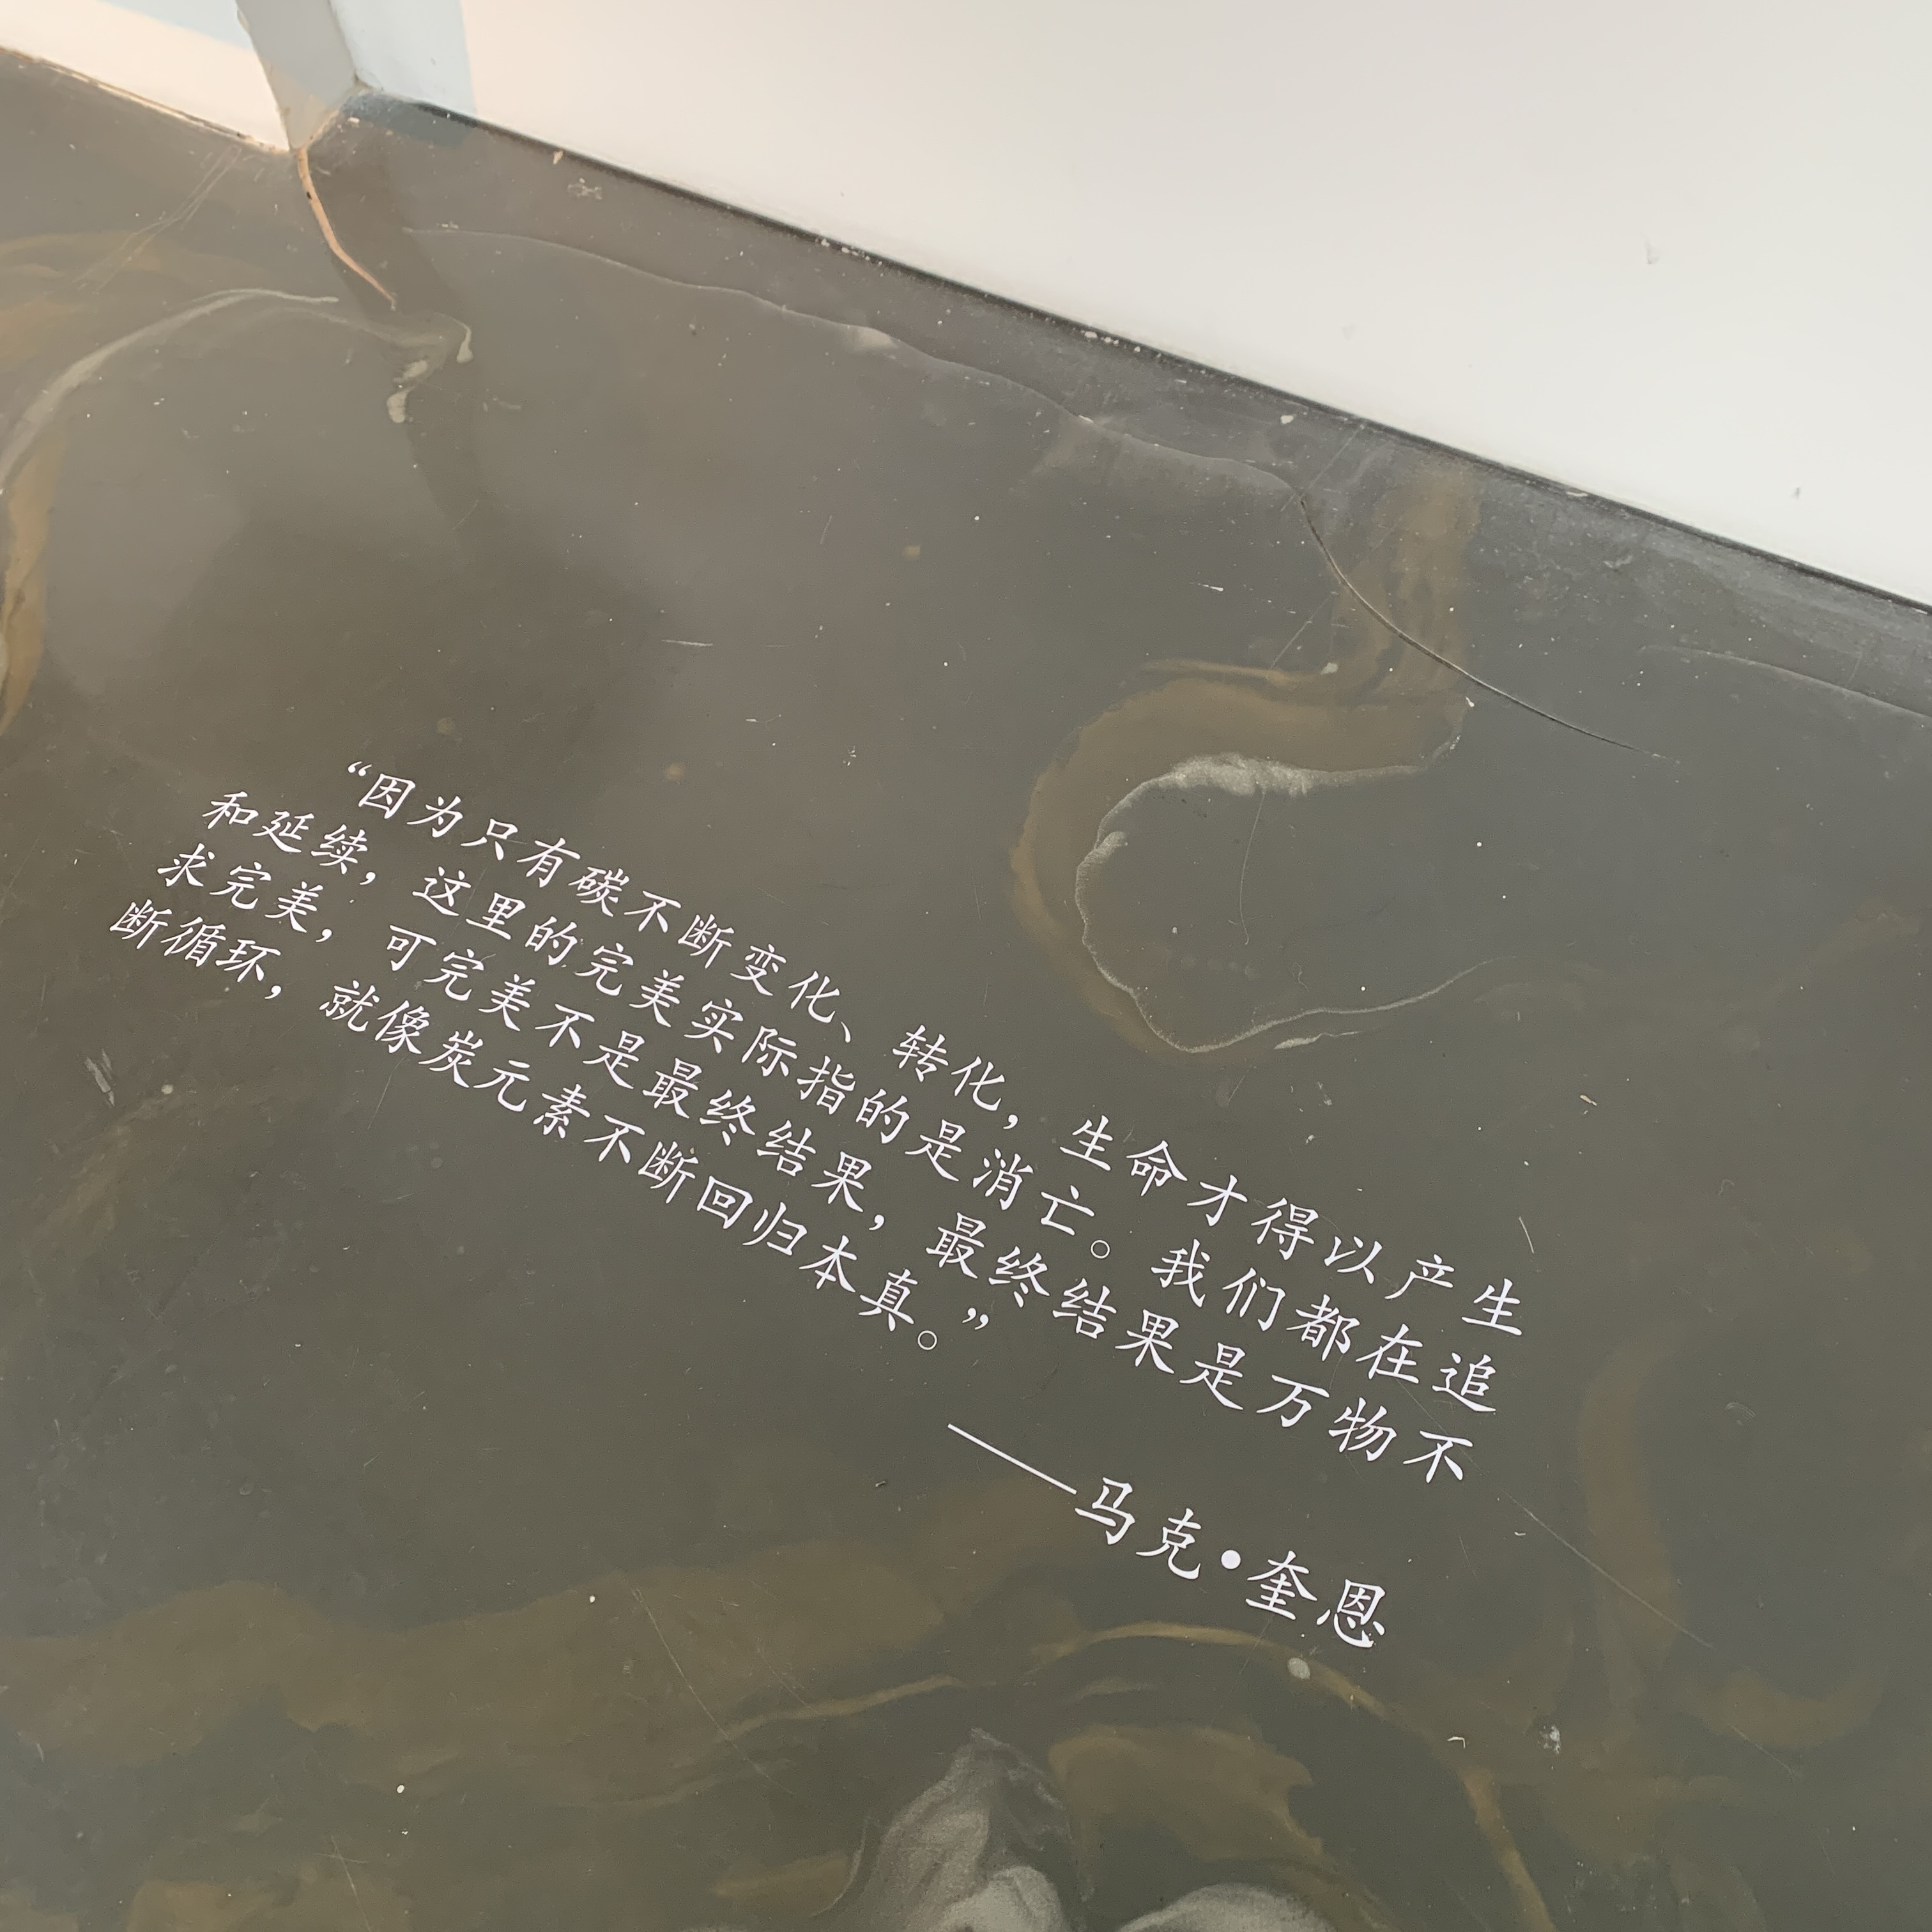 “因为只有碳不断变化、转化，生命才得以产生
和延续，这里的完美实际指的是消亡。我们都在追
求完美，可完美不是最终结果，最终结果是万物不
断循环，就像炭元素不断回归本真。”
——马克•奎恩